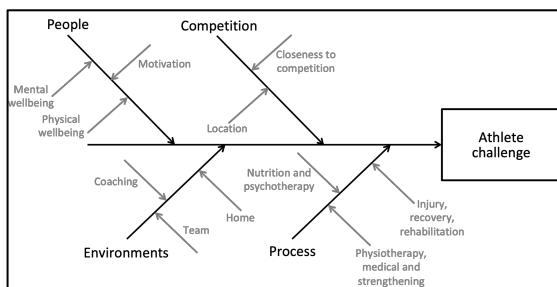 People
Competition
Motivation
Closeness to
competition
Mental
wellbeing
Physical
wellbeing
Location
Athlete
challenge
Nutrition and
psychotherapy
Coaching
Injury,
recovery,
rehabilitation
Home
Team
Environments
Process
Physiotherapy,
medical and
strengthening